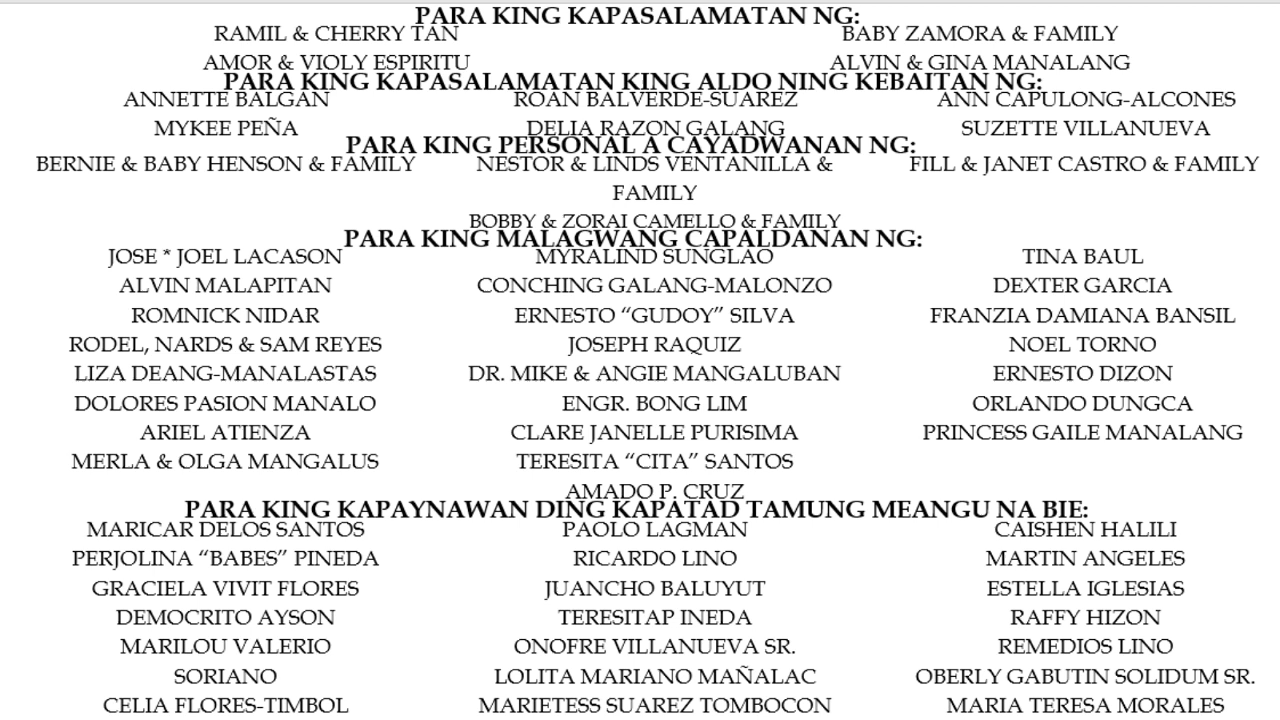 PARA KING KAPASALAMATAN NG:
RAMIL & CHERRY TAN BABY ZAMORA & FAMILY
AMOR & VIOLY ESPIRITU ALVIN & GINA MANALANG
PARA KING KAPASALAMATAN KING ALDO NING KEBAITAN NG:
ANNETTE BALGAN ROAN BALVERDE-SUAREZ ANN CAPULONG-ALCONES
MYKEE PEÑA DELIA RAZON GALANG SUZETTE VILLANUEVA
PARA KING PERSONAL A CAYADWANAN NG:
BERNIE & BABY HENSON & FAMILY NESTOR & LINDS VENTANILLA & FILL & JANET CASTRO & FAMILY
FAMILY
BOBBY & ZORAI CAMELLO & FAMILY
PARA KING MALAGWANG CAPALDANAN NG:
JOSE * JOEL LACASON MYRALIND SUNGLAO TINA BAUL
ALVIN MALAPITAN CONCHING GALANG-MALONZO DEXTER GARCIA
ROMNICK NIDAR ERNESTO “GUDOY” SILVA FRANZIA DAMIANA BANSIL
RODEL, NARDS & SAM REYES JOSEPH RAQUIZ NOEL TORNO
LIZA DEANG-MANALASTAS DR. MIKE & ANGIE MANGALUBAN ERNESTO DIZON
DOLORES PASION MANALO ENGR. BONG LIM ORLANDO DUNGCA
ARIEL ATIENZA CLARE JANELLE PURISIMA PRINCESS GAILE MANALANG
MERLA & OLGA MANGALUS TERESITA “CITA” SANTOS
AMADO P. CRUZ
PARA KING KAPAYNAWAN DING KAPATAD TAMUNG MEANGU NA BIE:
MARICAR DELOS SANTOS PAOLO LAGMAN CAISHEN HALILI
PERJOLINA “BABES” PINEDA RICARDO LINO MARTIN ANGELES
GRACIELA VIVIT FLORES JUANCHO BALUYUT ESTELLA IGLESIAS
DEMOCRITO AYSON TERESITAP INEDA RAFFY HIZON
MARILOU VALERIO ONOFRE VILLANUEVA SR. REMEDIOS LINO
SORIANO LOLITA MARIANO MAÑALAC OBERLY GABUTIN SOLIDUM SR.
CELIA FLORES-TIMBOL MARIETESS SUAREZ TOMBOCON MARIA TERESA MORALES